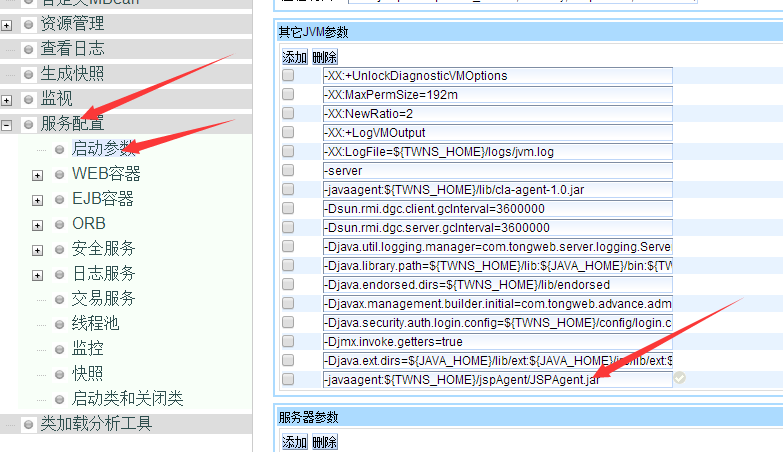 资源管理
查看日志
生成快照
监视
服务配置
启动参数
WEB容器
EJB容器
ORB
安全服务
日志服务
交易服务
线程池
监控
快照
启动类和关闭类
类加载分析工具
其它JVM参数
添加 删除
-XX:+UnlockDiagnosticVMOptions
-XX:MaxPermSize=192m
-XX:NewRatio=2
-XX:+LogVMOutput
-XX:LogFile=${TWNS_HOME}/logs/jvm.log
-server
-javaagent:${TWNS_HOME}/lib/cla-agent-1.0.jar
-Dsun.rmi.dgc.client.gcInterval=3600000
-Dsun.rmi.dgc.server.gcInterval=3600000
-Djava.util.logging.manager=com.tongweb.server.logging.Serve
-Djava.library.path=${TWNS_HOME}/lib:${JAVA_HOME}/bin:${TW
-Djava.endorsed.dirs=${TWNS_HOME}/lib/endorsed
-Djavax.management.builder.initial=com.tongweb.advance.adm
-Djava.security.auth.login.config=${TWNS_HOME}/config/login.c
-Djmx.invoke.getters=true
-Djava.ext.dirs=${JAVA_HOME}/lib/ext:${JAVA_HOME}/jre/lib/ext:$
-javaagent:${TWNS_HOME}/jspAgent/JSPAgent.jar
服务器参数
添加 删除